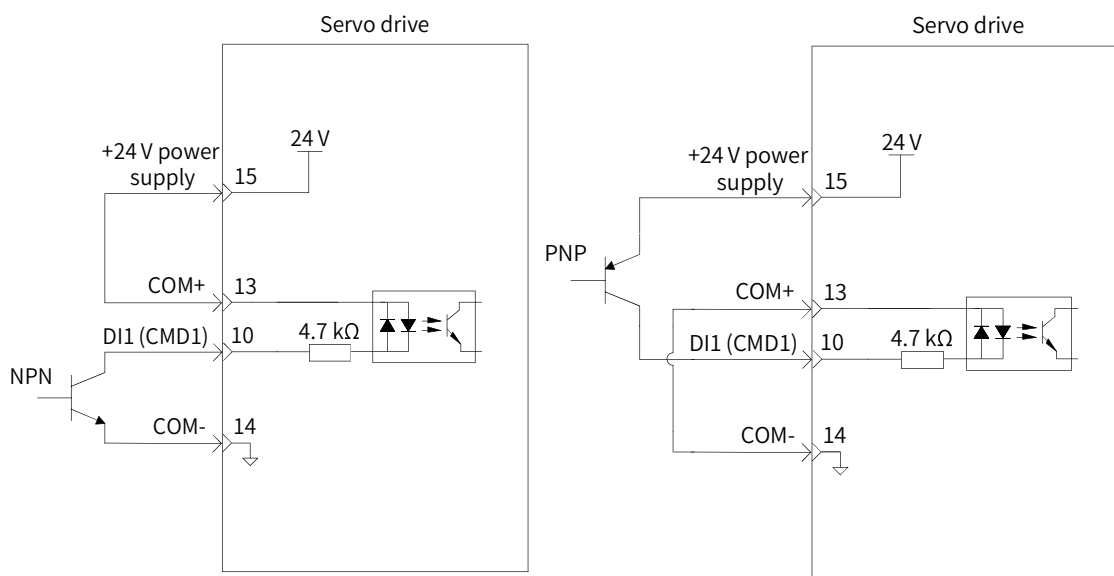 Servo drive
24 V
+24 V power
supply
15
COM+
13
DI1 (CMD1)
10
4.7 kΩ
NPN
COM-
14
Servo drive
24 V
+24 V power
supply
15
PNP
COM+
13
DI1 (CMD1)
10
4.7 kΩ
COM-
14